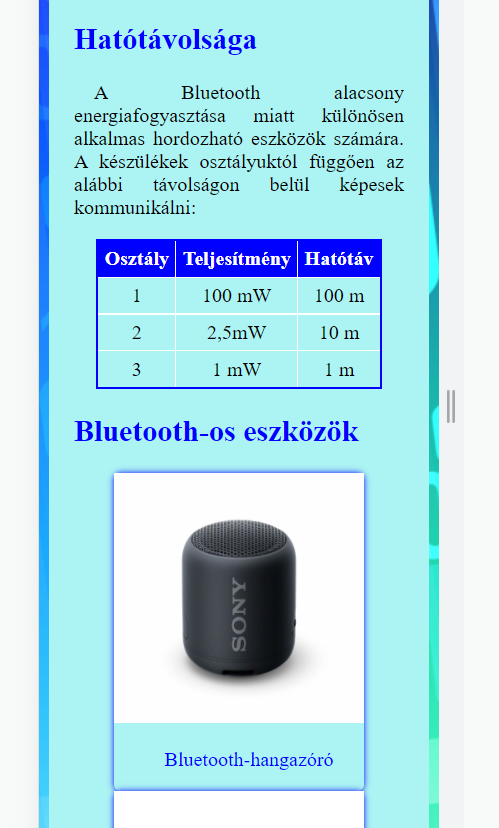 Hatótávolsága
A Bluetooth alacsony
energiafogyasztása miatt különösen
alkalmas hordozható eszközök számára.
A készülékek osztályuktól függően az
alábbi távolságon belül képesek
kommunikálni:
Osztály Teljesítmény Hatótáv
1 100 mW 100 m
2 2,5mW 10 m
3 1 mW 1 m
Bluetooth-os eszközök
SONY
Bluetooth-hangazóró